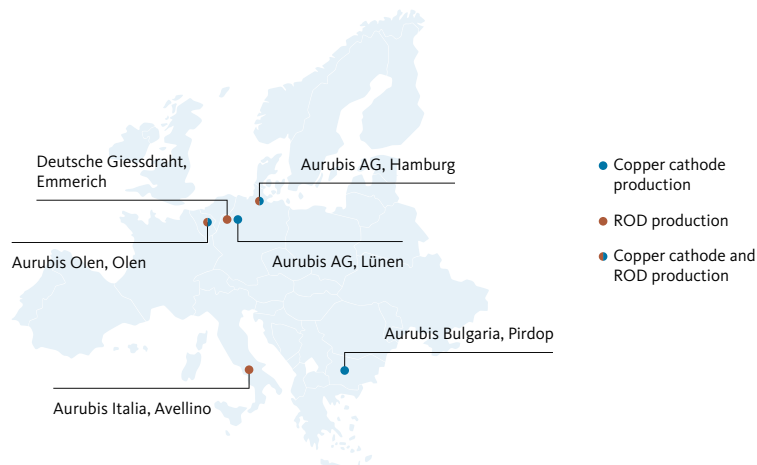 Deutsche Giessdraht,
Emmerich
Aurubis AG, Hamburg
Aurubis Olen, Olen
Aurubis AG, Lünen
Aurubis Bulgaria, Pirdop
Aurubis Italia, Avellino
Copper cathode
production
ROD production
Copper cathode and
ROD production